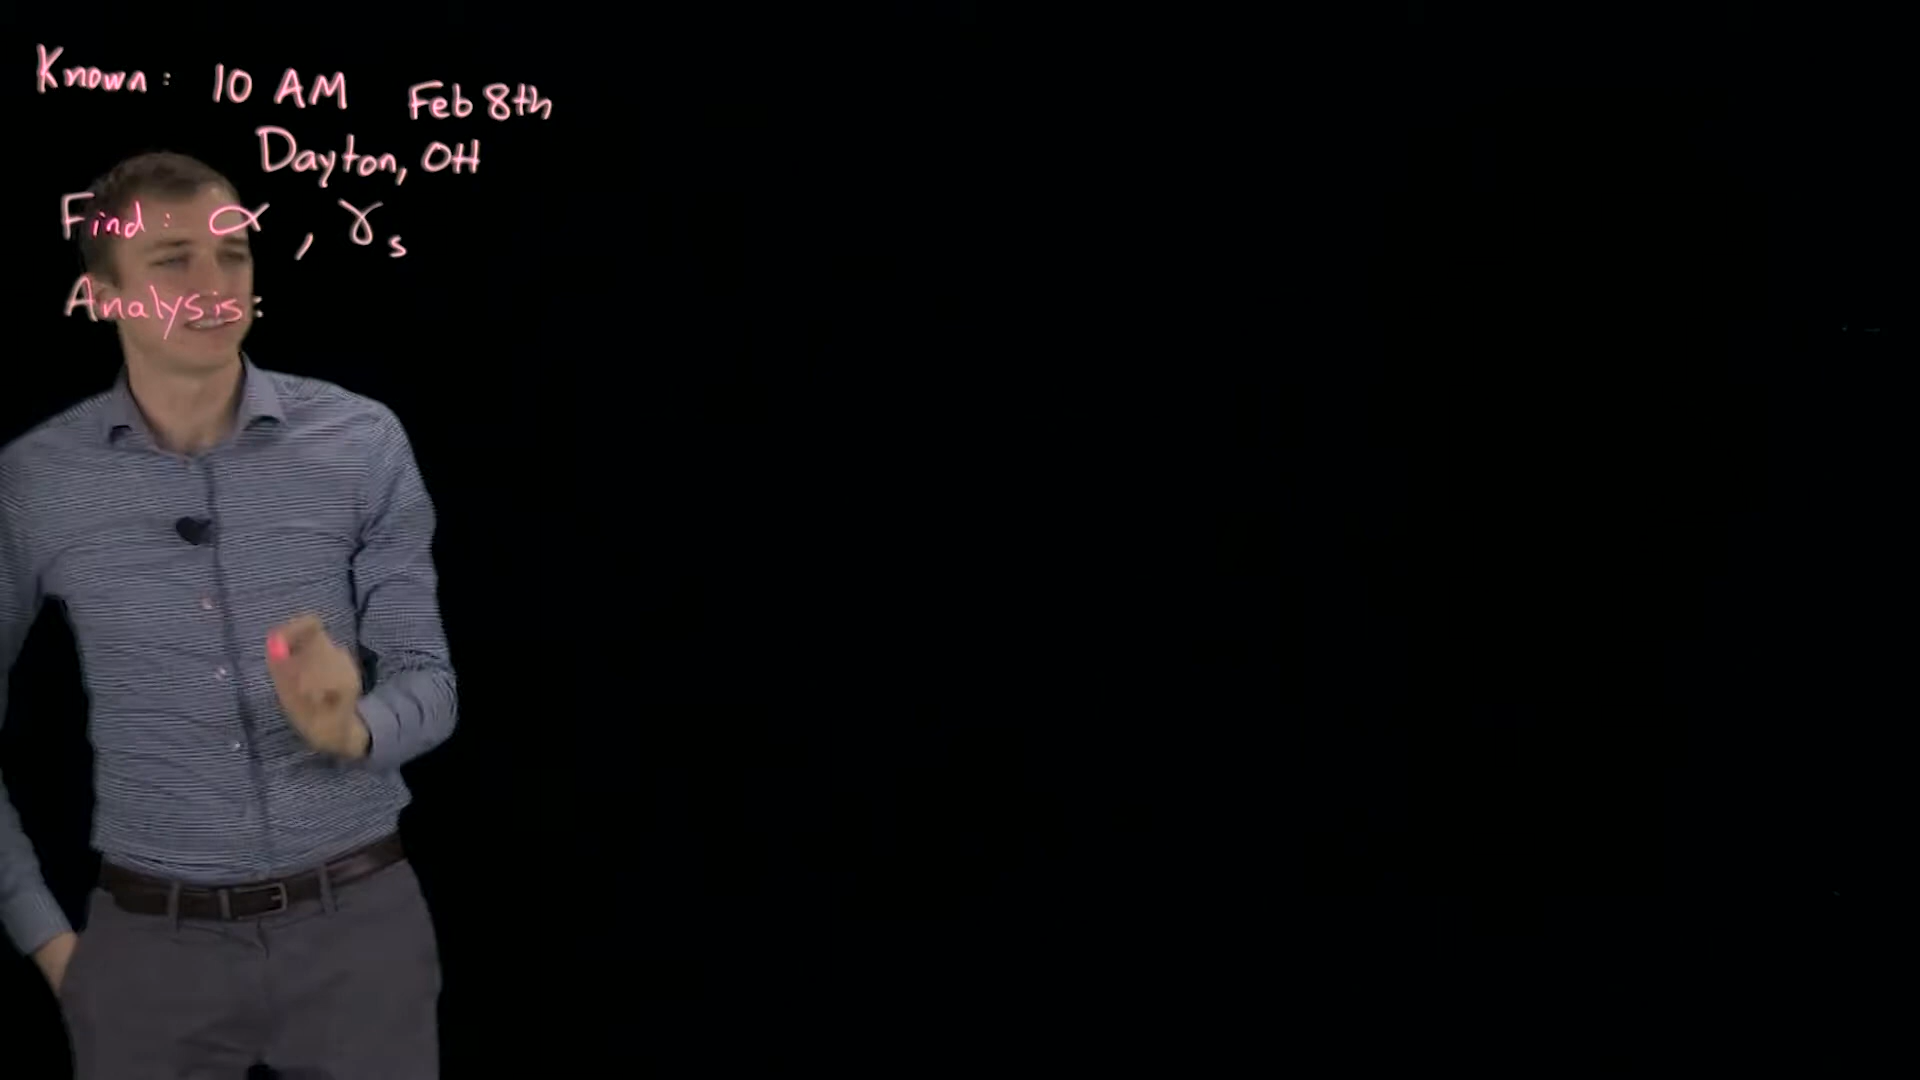 Known: 10 AM Feb 8th
Dayton, OH
Find: α, γs
Analysis: